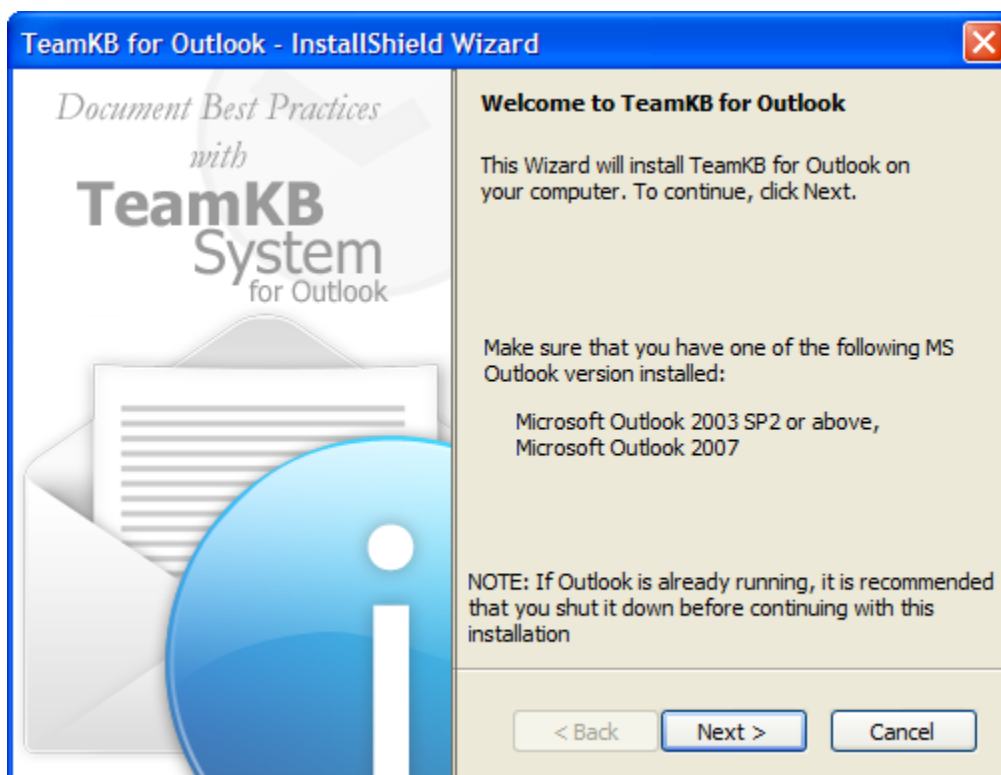 TeamKB for Outlook - InstallShield Wizard
Document Best Practices
with
TeamKB
System
for Outlook
Welcome to TeamKB for Outlook
This Wizard will install TeamKB for Outlook on
your computer. To continue, click Next.
Make sure that you have one of the following MS
Outlook version installed:
Microsoft Outlook 2003 SP2 or above,
Microsoft Outlook 2007
NOTE: If Outlook is already running, it is recommended
that you shut it down before continuing with this
installation
< Back Next > Cancel